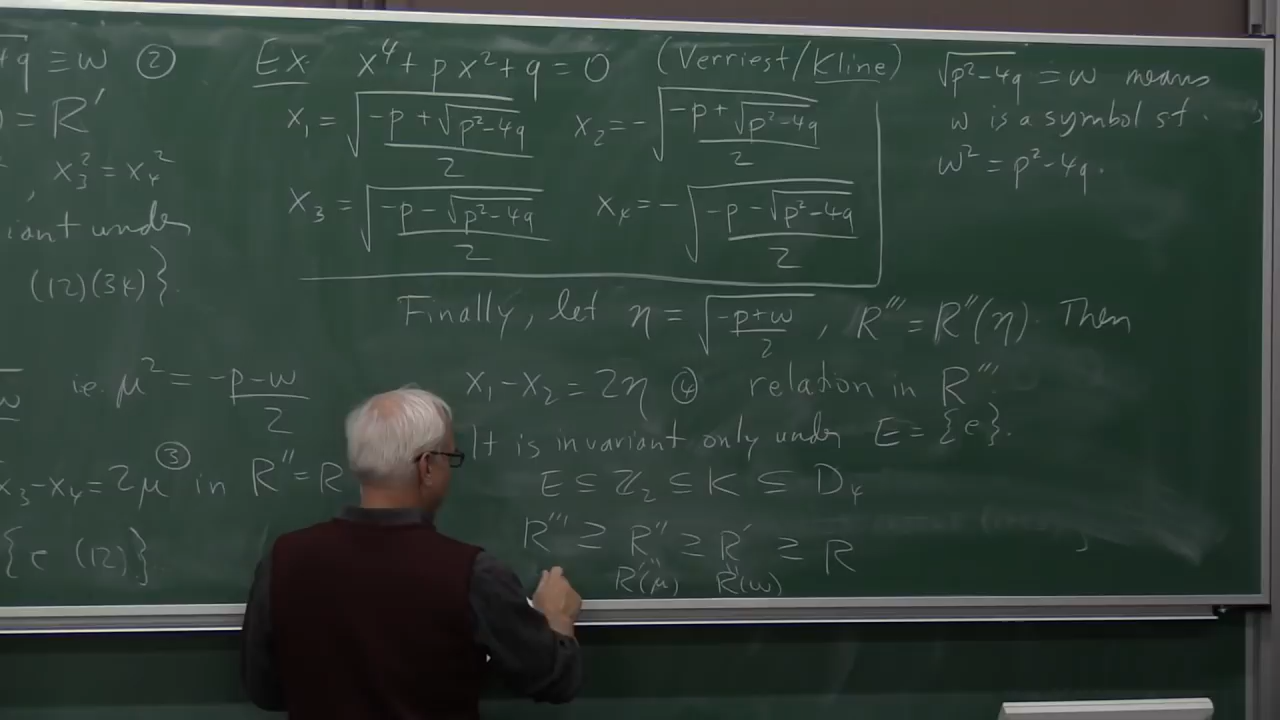 +q ≡ w ②
) = R′
, x₃² = x₄²
iant under
(12)(34)}.
w i.e. μ² = (-p-w)/2
x₃-x₄ = 2μ ③ in R″ = R
{e (12)}
Ex. x⁴ + px² + q = 0 (Verriest/Kline)
x₁ = √((-p+√(p²-4q))/2) x₂ = -√((-p+√(p²-4q))/2)
x₃ = √((-p-√(p²-4q))/2) x₄ = -√((-p-√(p²-4q))/2)
Finally, let η = √((-p+w)/2), R‴ = R″(η). Then
x₁-x₂ = 2η ④ relation in R‴.
It is invariant only under E = {e}.
E ≤ ℤ₂ ≤ K ≤ D₄
R‴ ≥ R″ ≥ R′ ≥ R
R′(μ) R(w)
√(p²-4q) = w means
w is a symbol st.
w² = p²-4q.